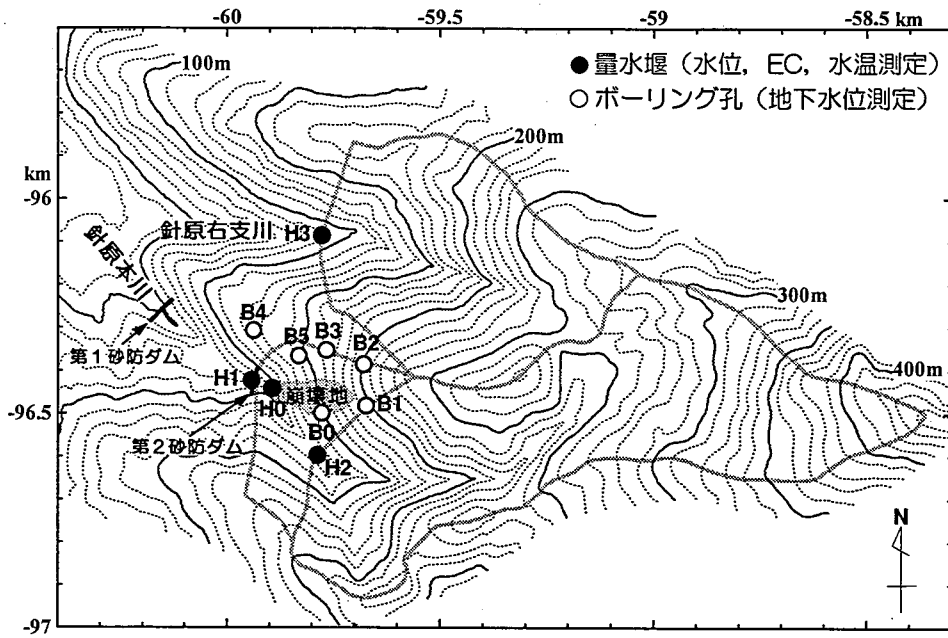 -60
-59.5
-59
-58.5 km
100m
●量水堰（水位，EC，水温測定）
○ボーリング孔（地下水位測定）
200m
km
-96
針原右支川 H3
針原本川
300m
B4
B5
B3
B2
第1砂防ダム
H1
H0
崩壊地
B1
400m
-96.5
B0
第2砂防ダム
H2
N
-97